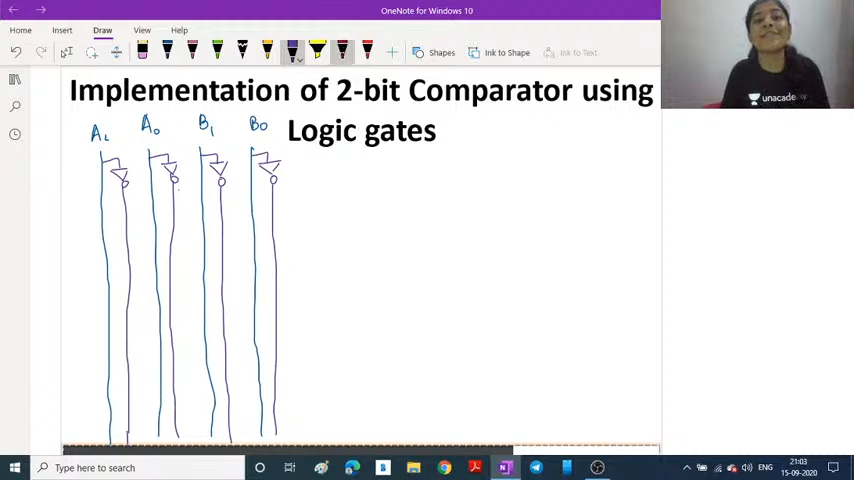 OneNote for Windows 10
Home Insert Draw View Help
Shapes Ink to Shape Ink to Text
Implementation of 2-bit Comparator using
Logic gates
A₁ A₀ B₁ B₀
unacademy
Type here to search
B
ENG
21:03
15-09-2020